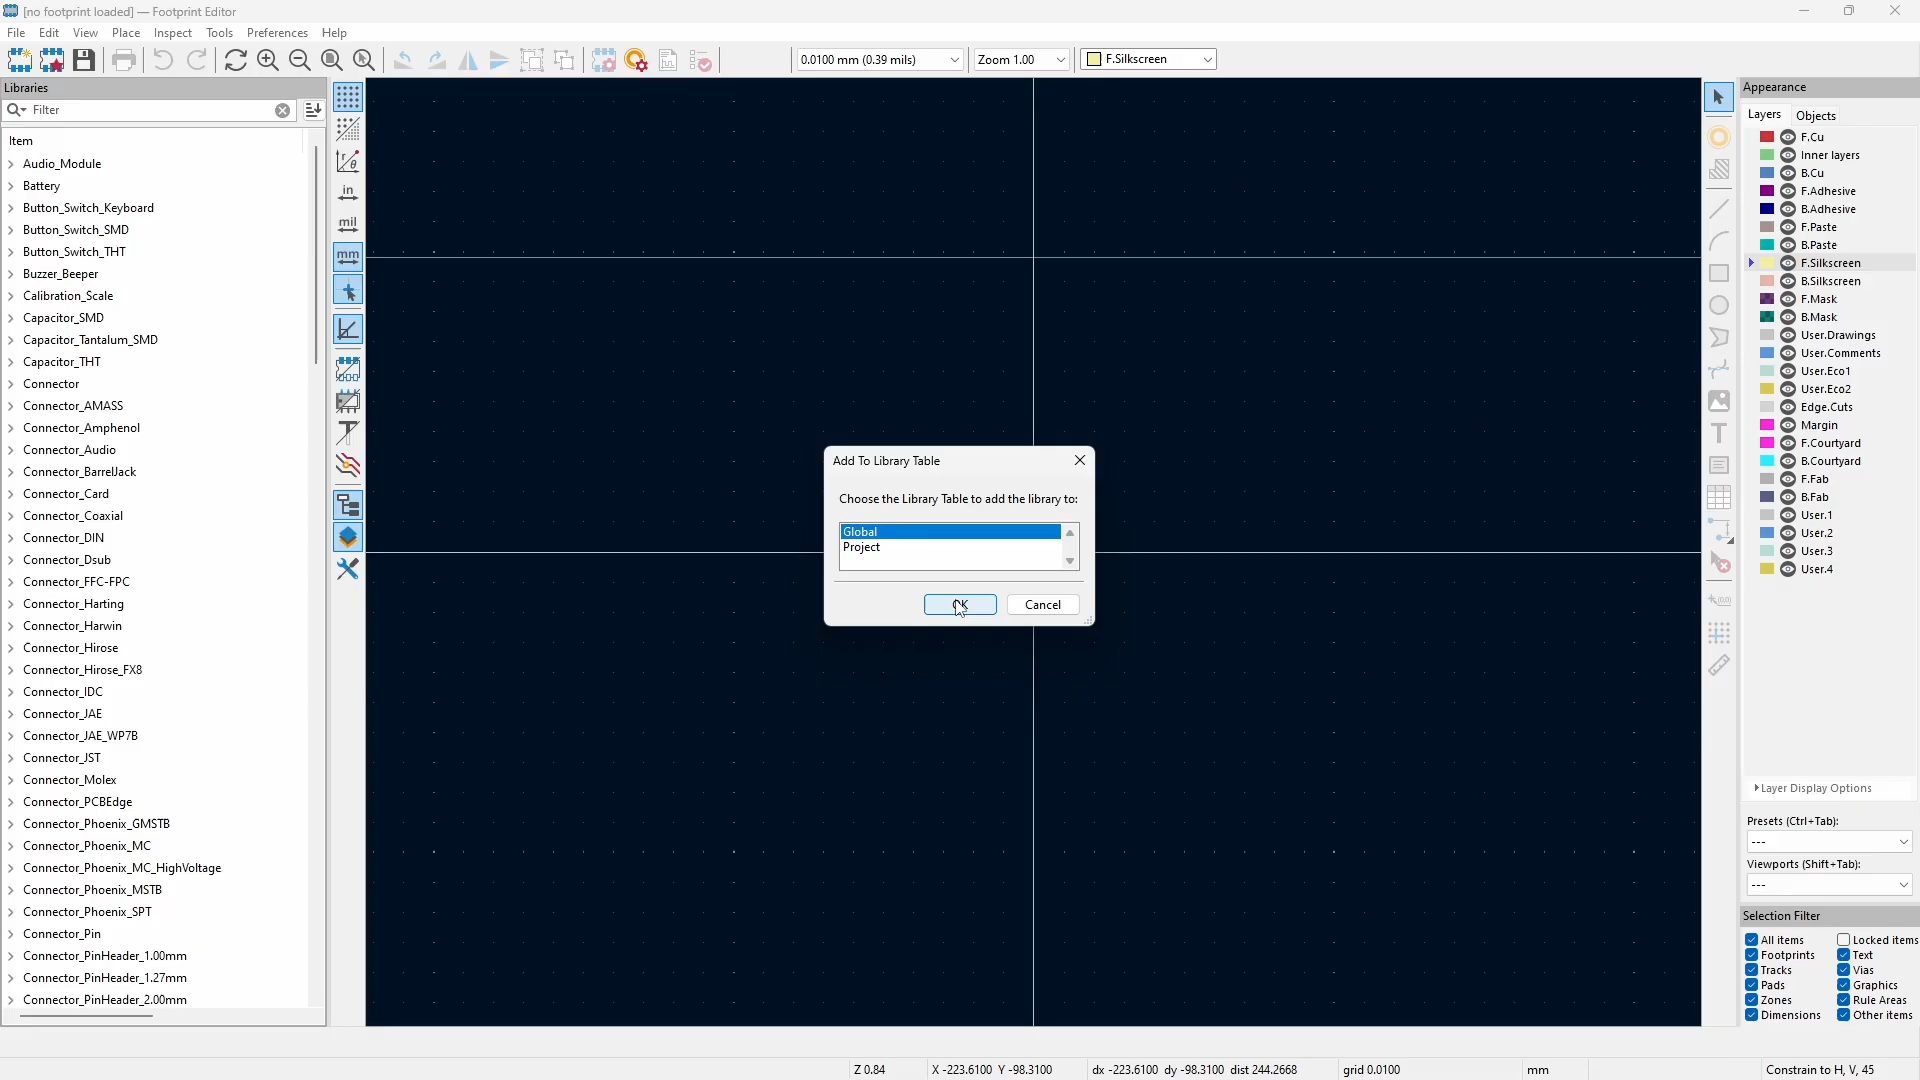 [no footprint loaded] — Footprint Editor
File Edit View Place Inspect Tools Preferences Help
0.0100 mm (0.39 mils)
Zoom 1.00
F.Silkscreen
Libraries
Filter
Item
Audio_Module
Battery
Button_Switch_Keyboard
Button_Switch_SMD
Button_Switch_THT
Buzzer_Beeper
Calibration_Scale
Capacitor_SMD
Capacitor_Tantalum_SMD
Capacitor_THT
Connector
Connector_AMASS
Connector_Amphenol
Connector_Audio
Connector_BarrelJack
Connector_Card
Connector_Coaxial
Connector_DIN
Connector_Dsub
Connector_FFC-FPC
Connector_Harting
Connector_Harwin
Connector_Hirose
Connector_Hirose_FX8
Connector_IDC
Connector_JAE
Connector_JAE_WP7B
Connector_JST
Connector_Molex
Connector_PCBEdge
Connector_Phoenix_GMSTB
Connector_Phoenix_MC
Connector_Phoenix_MC_HighVoltage
Connector_Phoenix_MSTB
Connector_Phoenix_SPT
Connector_Pin
Connector_PinHeader_1.00mm
Connector_PinHeader_1.27mm
Connector_PinHeader_2.00mm
in
mil
mm
Add To Library Table
Choose the Library Table to add the library to:
Global
Project
OK
Cancel
Appearance
Layers Objects
F.Cu
Inner layers
B.Cu
F.Adhesive
B.Adhesive
F.Paste
B.Paste
F.Silkscreen
B.Silkscreen
F.Mask
B.Mask
User.Drawings
User.Comments
User.Eco1
User.Eco2
Edge.Cuts
Margin
F.Courtyard
B.Courtyard
F.Fab
B.Fab
User.1
User.2
User.3
User.4
Layer Display Options
Presets (Ctrl+Tab):
---
Viewports (Shift+Tab):
---
Selection Filter
All items Locked items
Footprints Text
Tracks Vias
Pads Graphics
Zones Rule Areas
Dimensions Other items
Z 0.84
X -223.6100 Y -98.3100
dx -223.6100 dy -98.3100 dist 244.2668
grid 0.0100
mm
Constrain to H, V, 45